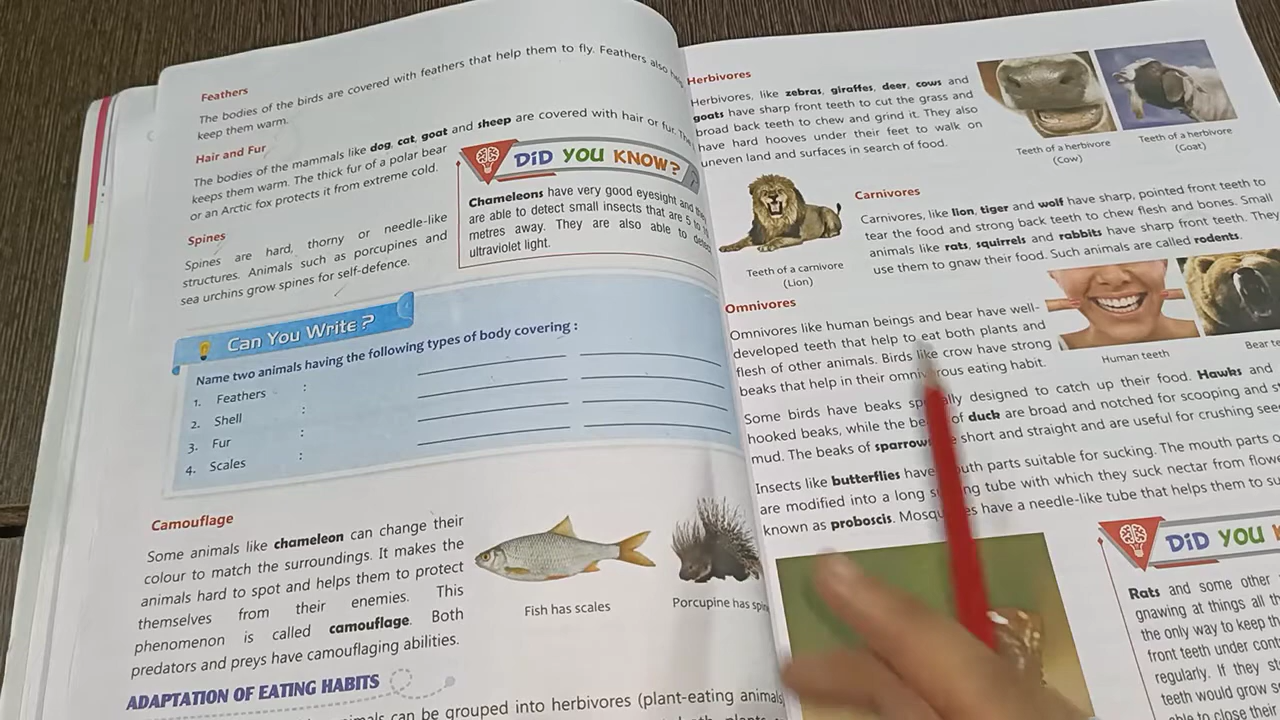 Feathers
The bodies of the birds are covered with feathers that help them to fly. Feathers also
keep them warm.
Hair and Fur
The bodies of the mammals like dog, cat, goat and sheep are covered with hair or fur.
keeps them warm. The thick fur of a polar bear
or an Arctic fox protects it from extreme cold.
Spines
Spines are hard, thorny or needle-like
structures. Animals such as porcupines and
sea urchins grow spines for self-defence.
DiD YOU KNOW?
Chameleons have very good eyesight and
are able to detect small insects that are 5 to
metres away. They are also able to detect
ultraviolet light.
Can You Write?
Name two animals having the following types of body covering :
1. Feathers :
2. Shell :
3. Fur :
4. Scales :
Camouflage
Some animals like chameleon can change their
colour to match the surroundings. It makes the
animals hard to spot and helps them to protect
themselves from their enemies. This
phenomenon is called camouflage. Both
predators and preys have camouflaging abilities.
Fish has scales
Porcupine has
ADAPTATION OF EATING HABITS
can be grouped into herbivores (plant-eating animals
Herbivores
Herbivores, like zebras, giraffes, deer, cows and
goats have sharp front teeth to cut the grass and
broad back teeth to chew and grind it. They also
have hard hooves under their feet to walk on
uneven land and surfaces in search of food.
Teeth of a herbivore
(Cow)
Teeth of a herbivore
(Goat)
Carnivores
Carnivores, like lion, tiger and wolf have sharp, pointed front teeth to
tear the food and strong back teeth to chew flesh and bones. Small
animals like rats, squirrels and rabbits have sharp front teeth. They
use them to gnaw their food. Such animals are called rodents.
Teeth of a carnivore
(Lion)
Omnivores
Omnivores like human beings and bear have well-
developed teeth that help to eat both plants and
flesh of other animals. Birds like crow have strong
beaks that help in their omnivorous eating habit.
Human teeth
Bear
Some birds have beaks specially designed to catch up their food. Hawks and
hooked beaks, while the of duck are broad and notched for scooping and
mud. The beaks of sparrows short and straight and are useful for crushing
Insects like butterflies have mouth parts suitable for sucking. The mouth parts
are modified into a long tube with which they suck nectar from
known as proboscis. have a needle-like tube that helps them to
DiD YOU
Rats and some other
gnawing at things all
the only way to keep
front teeth under
regularly. If they
teeth would grow
to close their